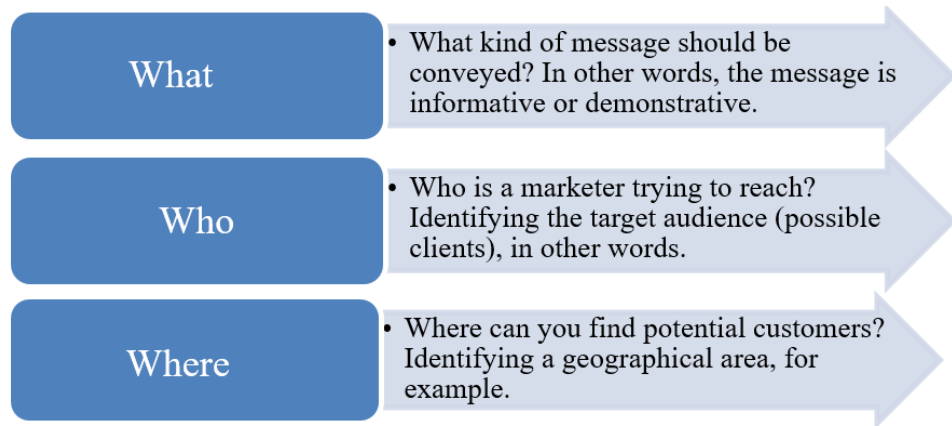 What
• What kind of message should be
conveyed? In other words, the message is
informative or demonstrative.
Who
• Who is a marketer trying to reach?
Identifying the target audience (possible
clients), in other words.
Where
• Where can you find potential customers?
Identifying a geographical area, for
example.